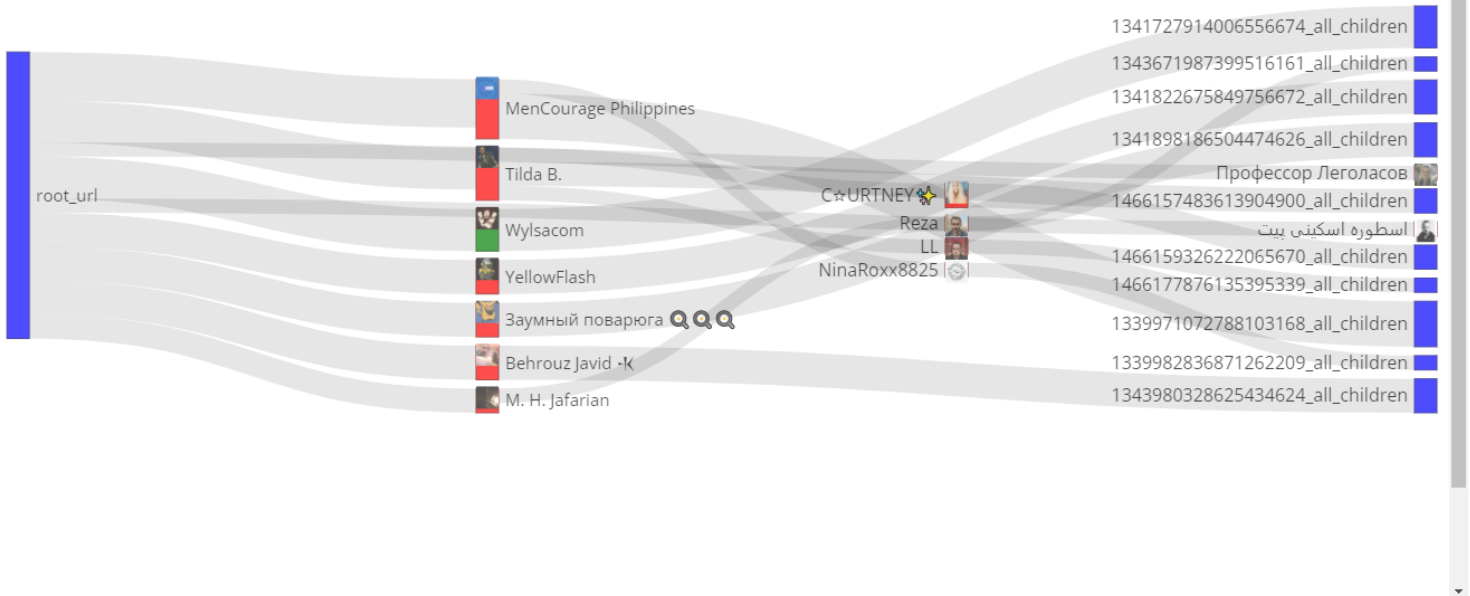 root_url
MenCourage Philippines
Tilda B.
Wylsacom
YellowFlash
Заумный поварюга 🍳🍳🍳
Behrouz Javid
M. H. Jafarian
C☆URTNEY✨
Reza
LL
NinaRoxx8825
1341727914006556674_all_children
1343671987399516161_all_children
1341822675849756672_all_children
1341898186504474626_all_children
Профессор Леголасов
1466157483613904900_all_children
اسطوره اسکینی پیت
1466159326222065670_all_children
1466177876135395339_all_children
1339971072788103168_all_children
1339982836871262209_all_children
1343980328625434624_all_children